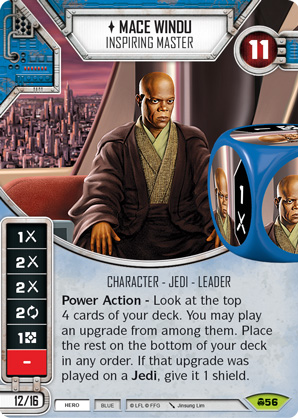 MACE WINDU
INSPIRING MASTER
11
1
1
2
2
2
1
–
12/16
CHARACTER - JEDI - LEADER
Power Action - Look at the top
4 cards of your deck. You may play
an upgrade from among them. Place
the rest on the bottom of your deck
in any order. If that upgrade was
played on a Jedi, give it 1 shield.
HERO
BLUE
© LFL © FFG
Jinsung Lim
56